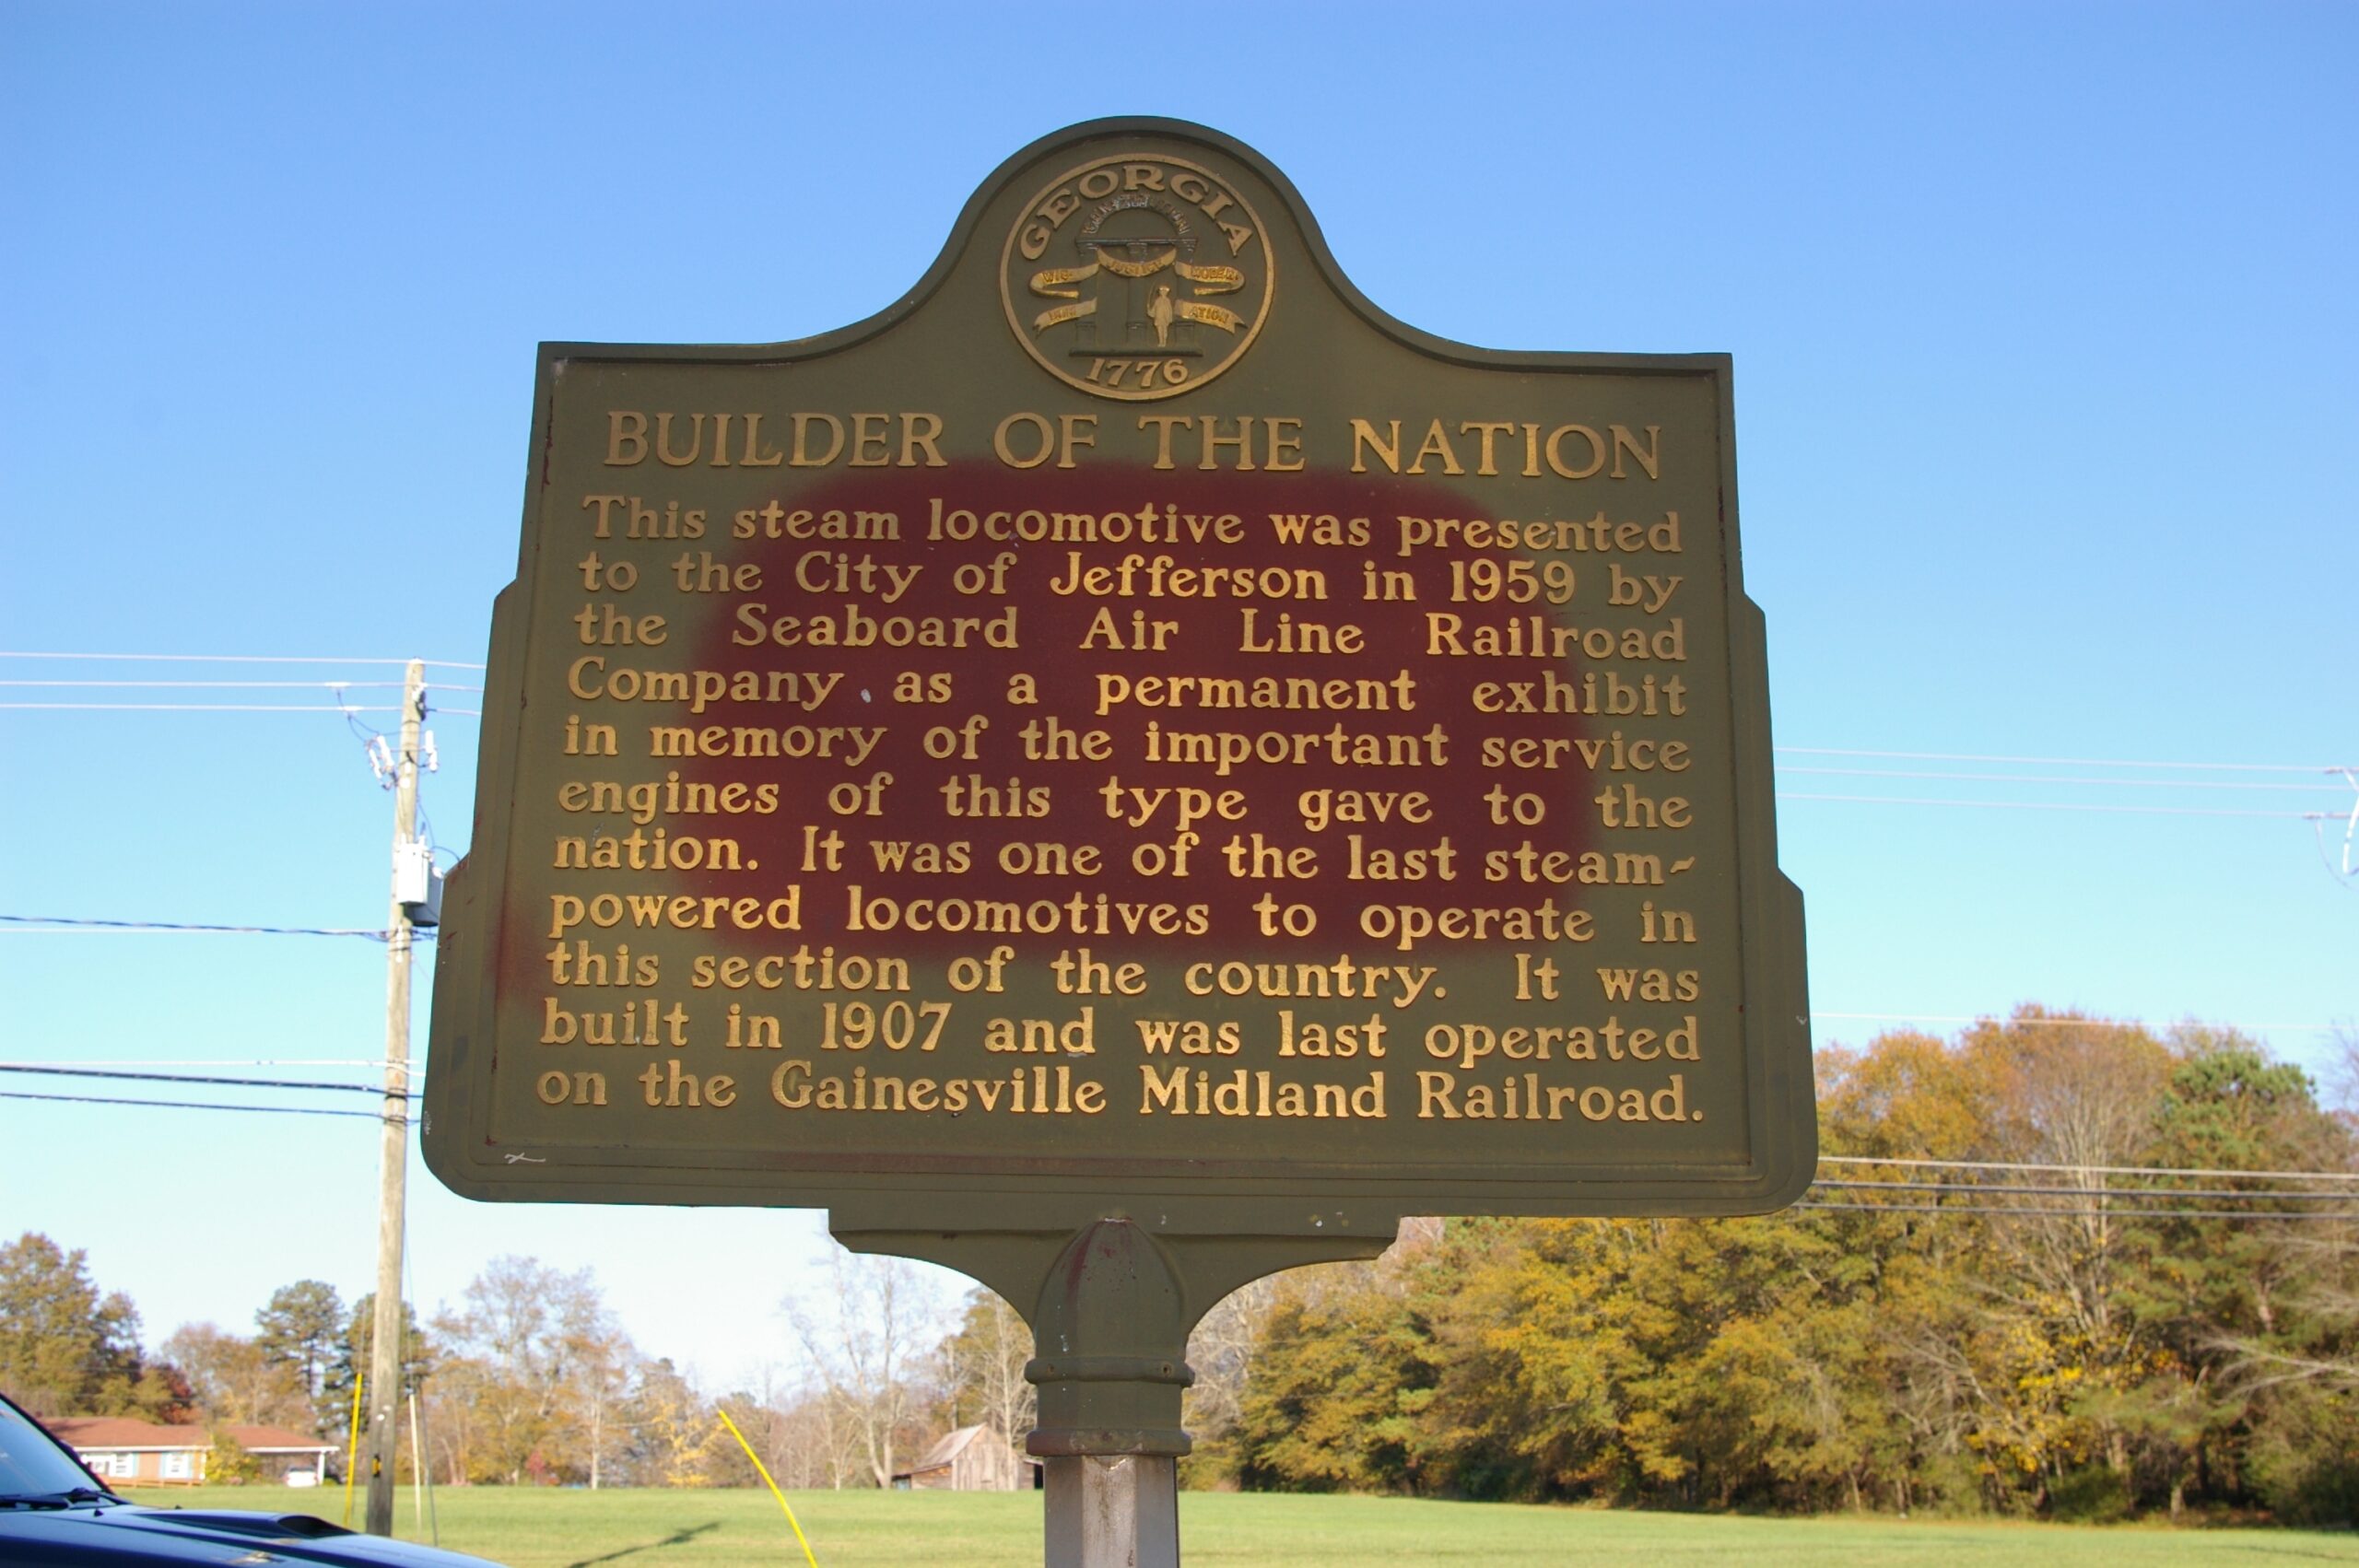 GEORGIA
CONSTITUTION
JUSTICE
1776
BUILDER OF THE NATION
This steam locomotive was presented
to the City of Jefferson in 1959 by
the Seaboard Air Line Railroad
Company as a permanent exhibit
in memory of the important service
engines of this type gave to the
nation. It was one of the last steam-
powered locomotives to operate in
this section of the country. It was
built in 1907 and was last operated
on the Gainesville Midland Railroad.